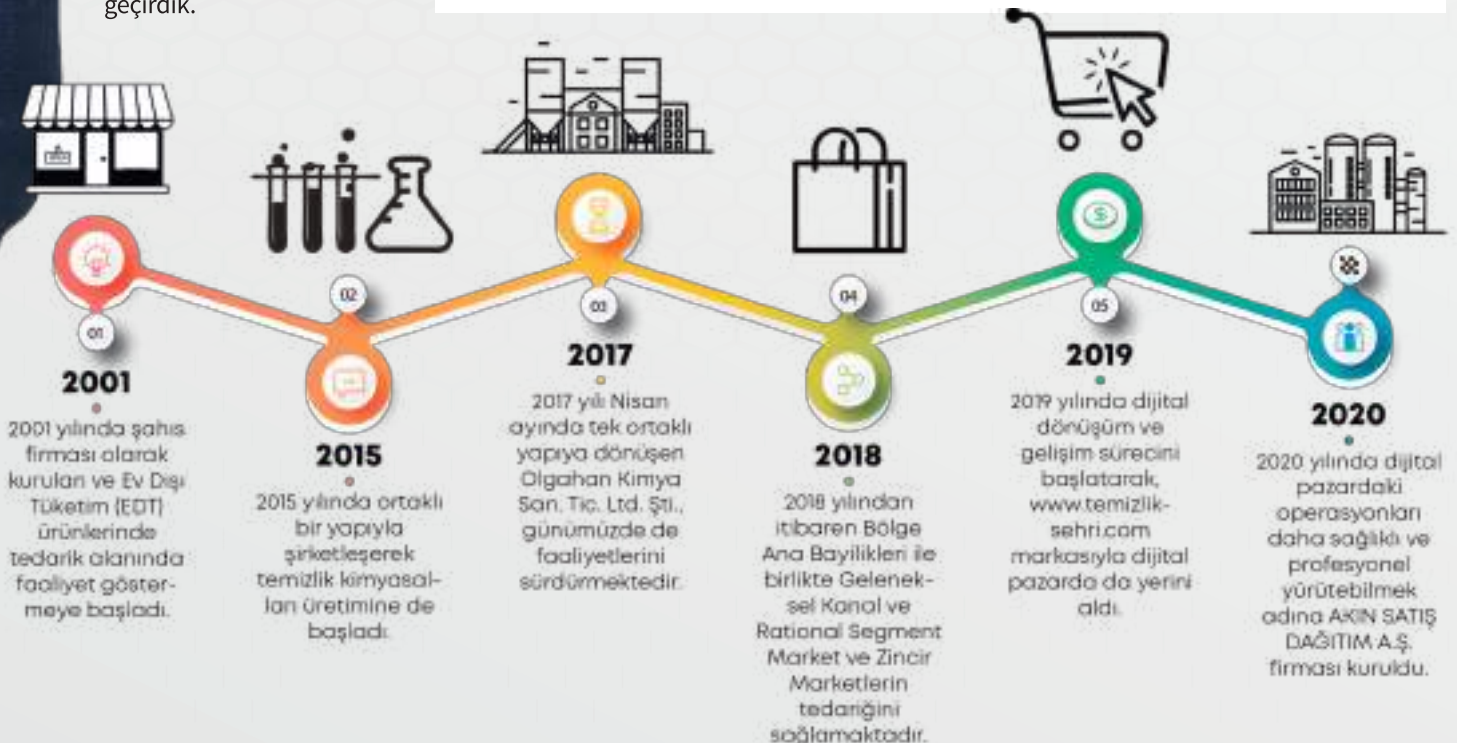 geçirdik.
01
2001
2001 yılında şahıs
firması olarak
kurulan ve Ev Dışı
Tüketim (EDT)
ürünlerinde
tedarik alanında
faaliyet göster-
meye başladı.
02
2015
2015 yılında ortaklı
bir yapıyla
şirketleşerek
temizlik kimyasal-
ları üretimine de
başladı.
03
2017
2017 yılı Nisan
ayında tek ortaklı
yapıya dönüşen
Olgahan Kimya
San. Tic. Ltd. Şti.,
günümüzde de
faaliyetlerini
sürdürmektedir.
04
2018
2018 yılından
itibaren Bölge
Ana Bayilikleri ile
birlikte Gelenek-
sel Kanal ve
Rational Segment
Market ve Zincir
Marketlerin
tedariğini
sağlamaktadır.
05
2019
2019 yılında dijital
dönüşüm ve
gelişim sürecini
başlatarak,
www.temizlik-
sehri.com
markasıyla dijital
pazarda da yerini
aldı.
2020
2020 yılında dijital
pazardaki
operasyonları
daha sağlıklı ve
profesyonel
yürütebilmek
adına AKIN SATIŞ
DAĞITIM A.Ş.
firması kuruldu.